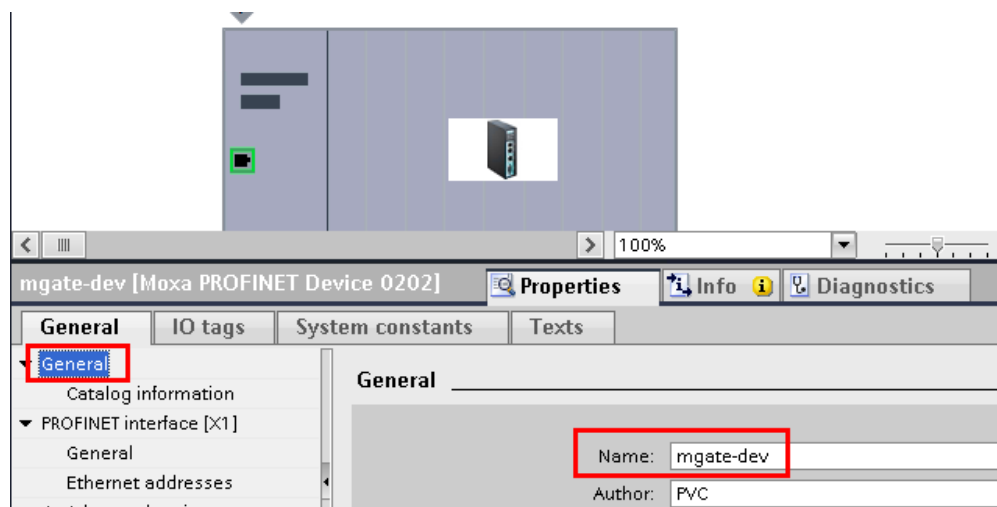 100%
mgate-dev [Moxa PROFINET Device 0202]
Properties
Info
Diagnostics
General
IO tags
System constants
Texts
General
Catalog information
PROFINET interface [X1]
General
Ethernet addresses
General
Name: mgate-dev
Author: PVC